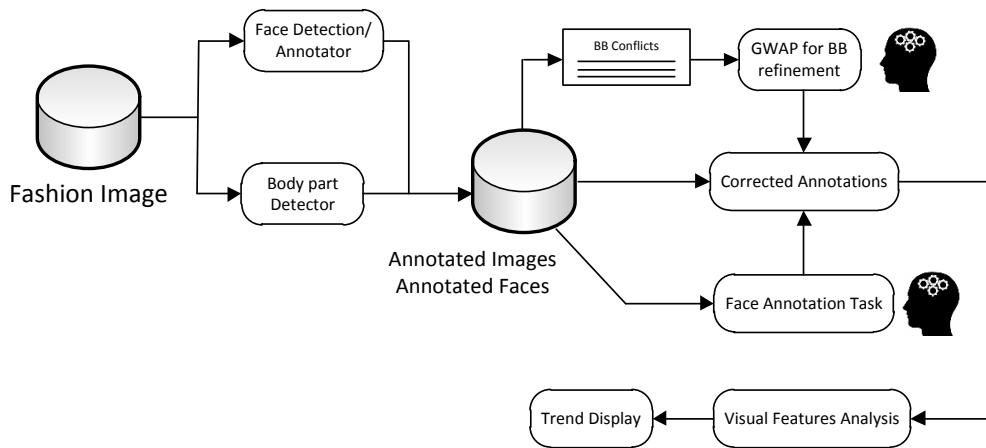 Face Detection/
Annotator
BB Conflicts
GWAP for BB
refinement
Fashion Image
Body part
Detector
Corrected Annotations
Annotated Images
Annotated Faces
Face Annotation Task
Trend Display
Visual Features Analysis